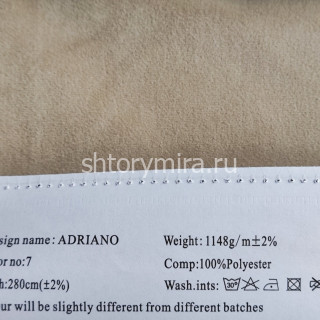 shtorymira.ru
sign name: ADRIANO
or no:7
h:280cm(±2%)
Weight: 1148g/m±2%
Comp:100%Polyester
Wash.ints: 30°
ur will be slightly different from different batches